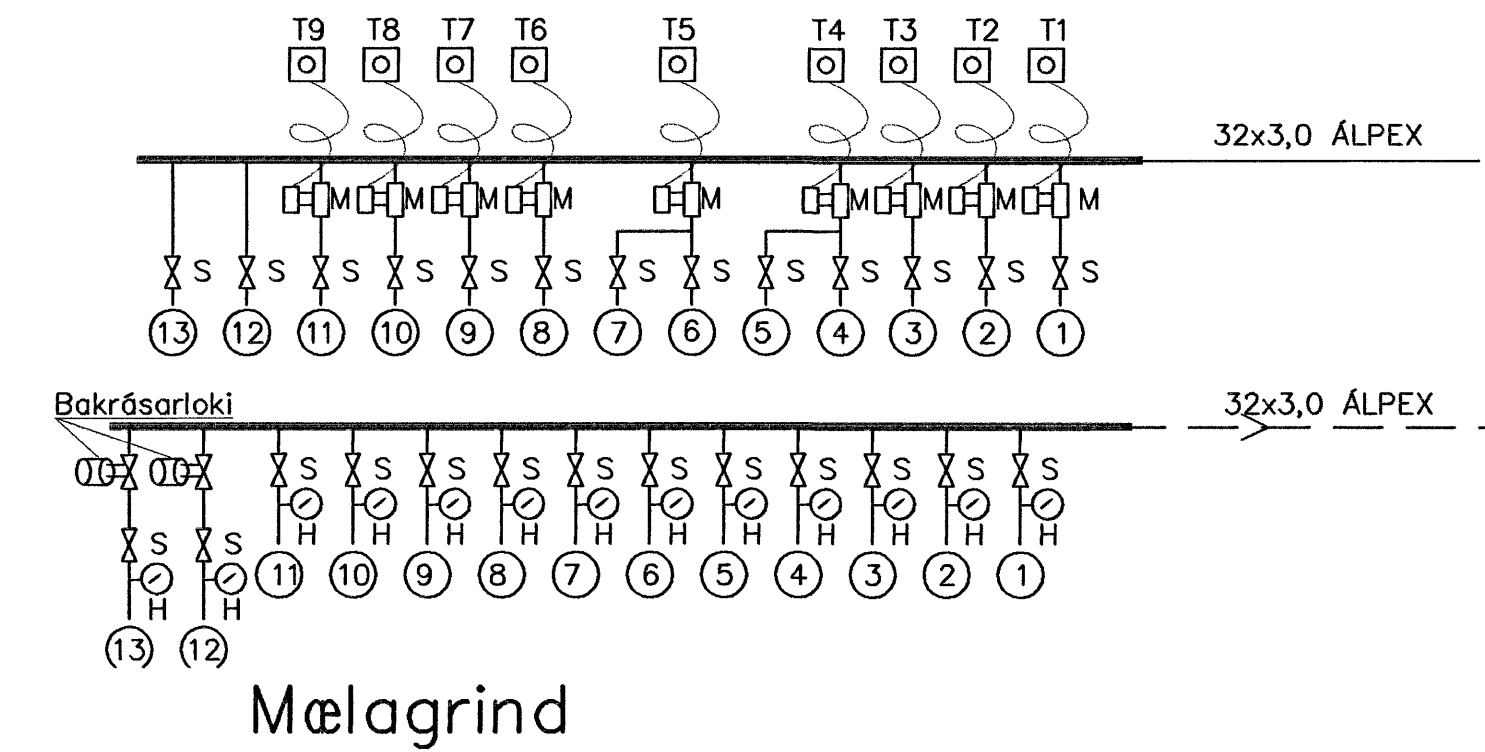 T9 T8 T7 T6 T5 T4 T3 T2 T1
32x3,0 ÁLPEX
M M M M M M M M M
S S S S S S S S S S S S S
13 12 11 10 9 8 7 6 5 4 3 2 1
Bakrásarloki
32x3,0 ÁLPEX
S S S S S S S S S S S
H H H H H H H H H H H
S S
11 10 9 8 7 6 5 4 3 2 1
H H
13 12
Mælagrind